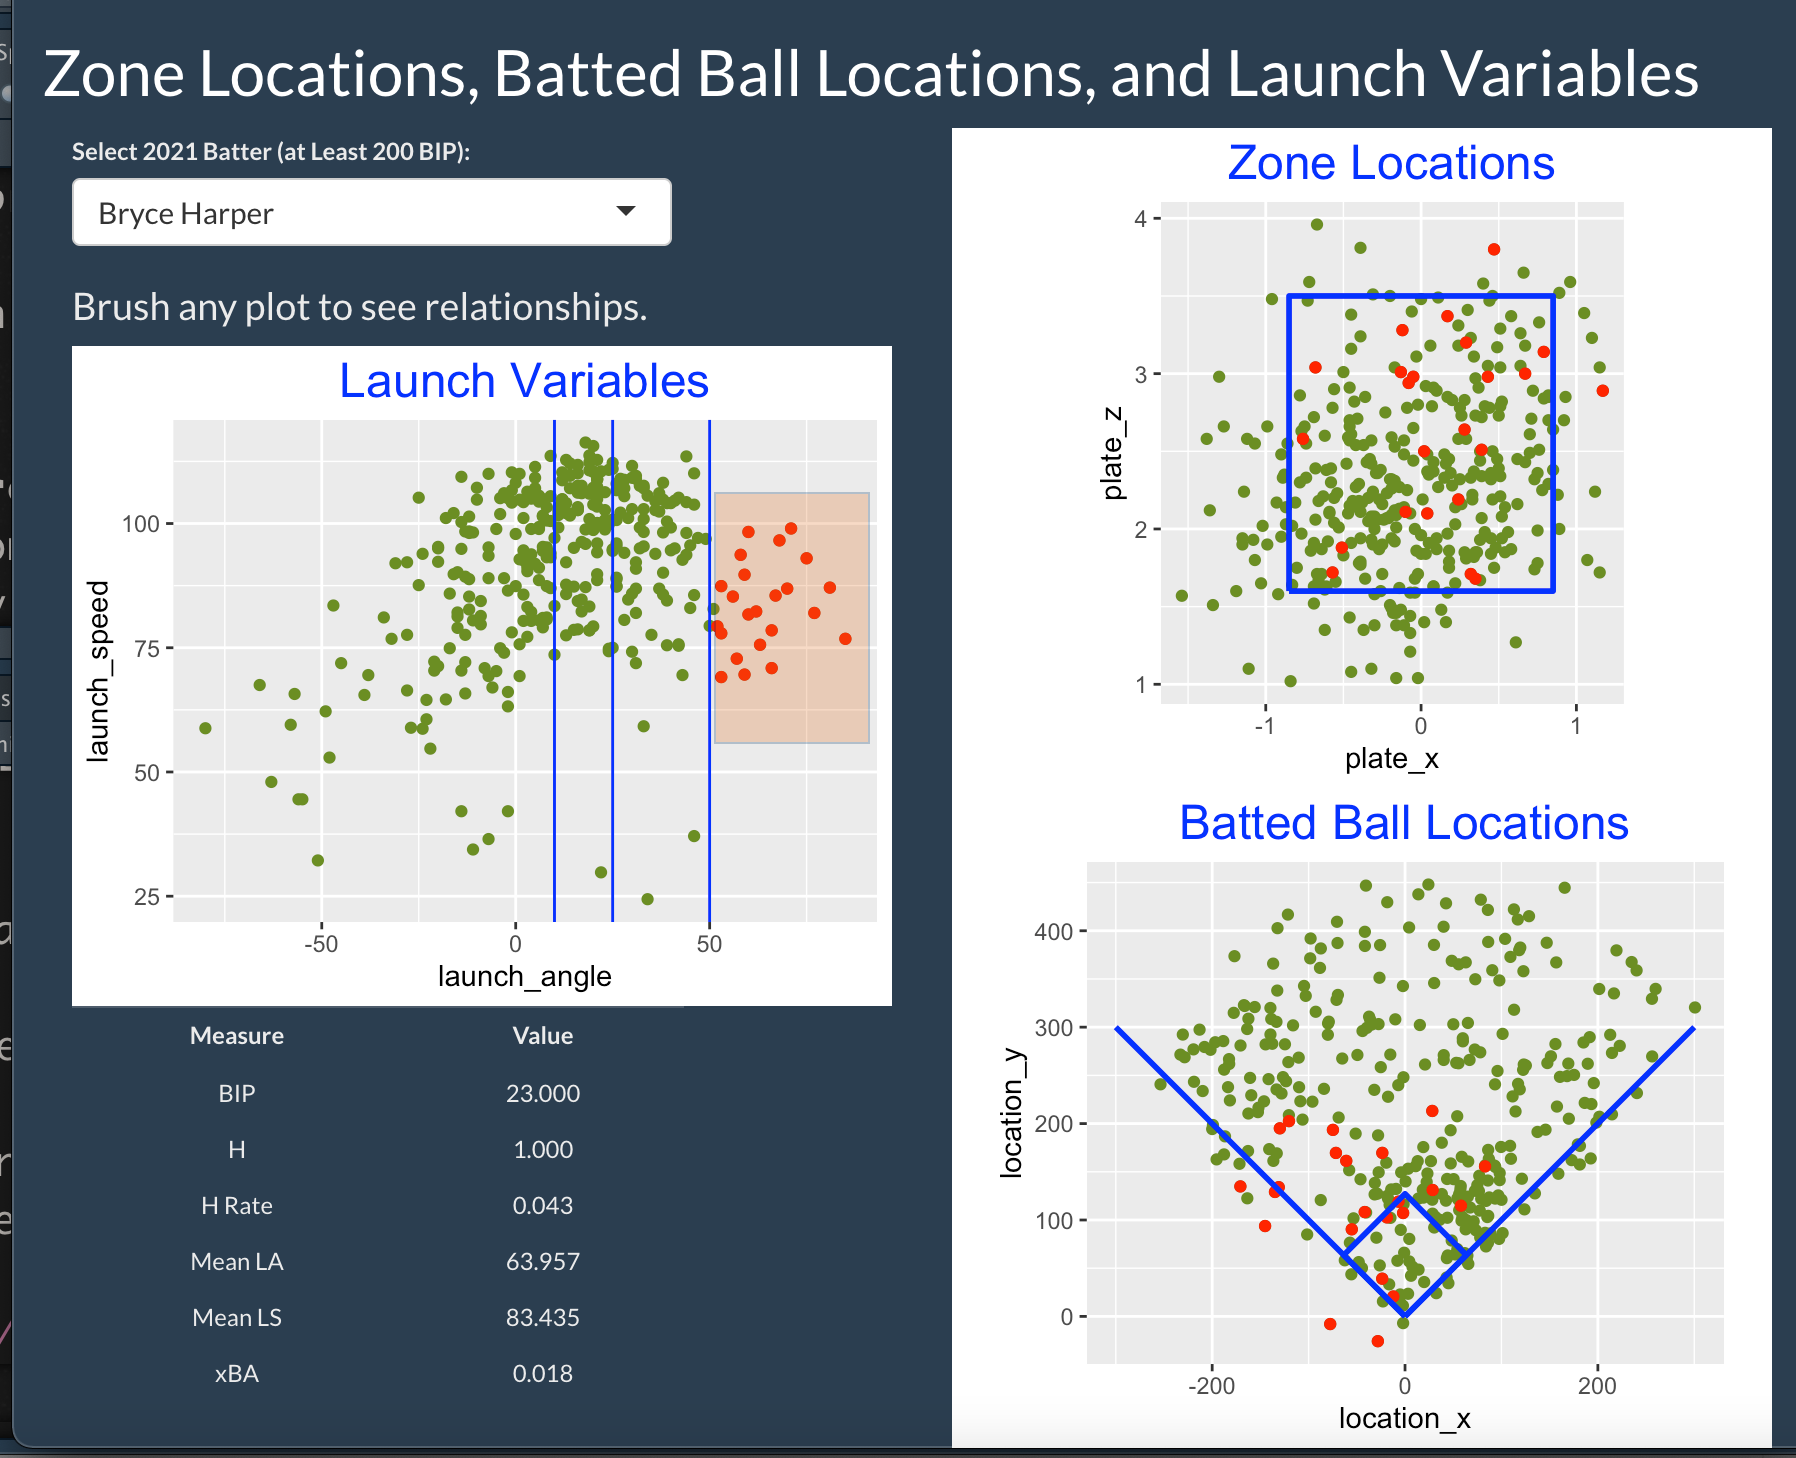 Zone Locations, Batted Ball Locations, and Launch Variables
Select 2021 Batter (at Least 200 BIP):
Bryce Harper
Brush any plot to see relationships.
Launch Variables
100
75
50
25
launch_speed
-50
0
50
launch_angle
Measure Value
BIP 23.000
H 1.000
H Rate 0.043
Mean LA 63.957
Mean LS 83.435
xBA 0.018
Zone Locations
4
3
2
1
plate_z
-1
0
1
plate_x
Batted Ball Locations
400
300
200
100
0
location_y
-200
0
200
location_x